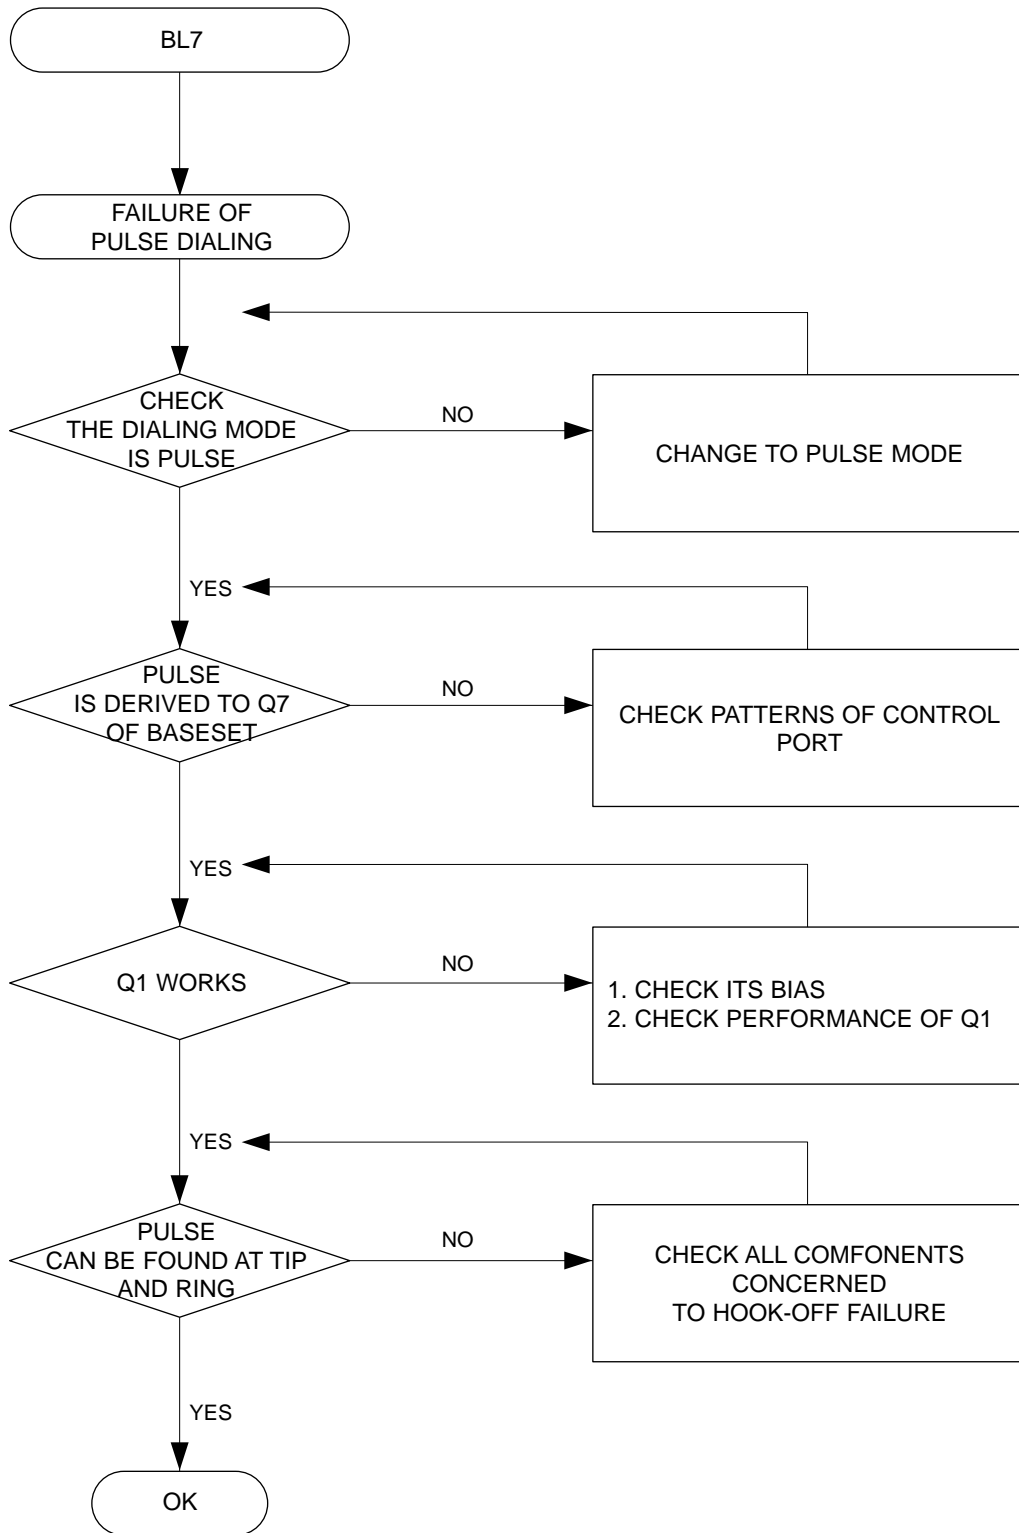 BL7
FAILURE OF
PULSE DIALING
CHECK
THE DIALING MODE
IS PULSE
NO
CHANGE TO PULSE MODE
YES
PULSE
IS DERIVED TO Q7
OF BASESET
NO
CHECK PATTERNS OF CONTROL
PORT
YES
Q1 WORKS
NO
1. CHECK ITS BIAS
2. CHECK PERFORMANCE OF Q1
YES
PULSE
CAN BE FOUND AT TIP
AND RING
NO
CHECK ALL COMFONENTS
CONCERNED
TO HOOK-OFF FAILURE
YES
OK